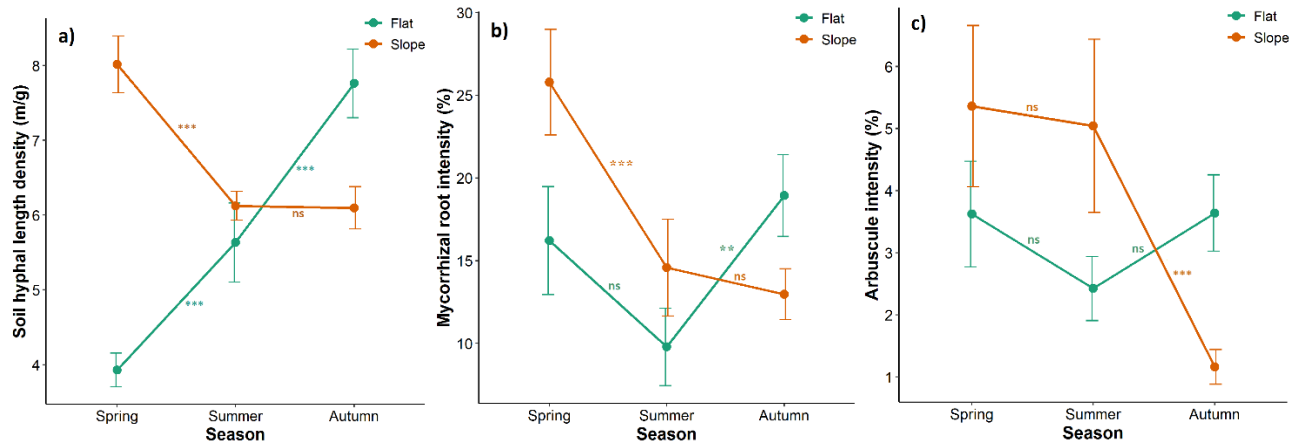 a)
Flat
Slope
Soil hyphal length density (m/g)
8
7
6
5
4
***
***
***
ns
Spring
Summer
Autumn
Season
b)
Flat
Slope
Mycorrhizal root intensity (%)
30
25
20
15
10
***
**
ns
ns
Spring
Summer
Autumn
Season
c)
Flat
Slope
Arbuscule intensity (%)
6
5
4
3
2
1
ns
ns
ns
***
Spring
Summer
Autumn
Season